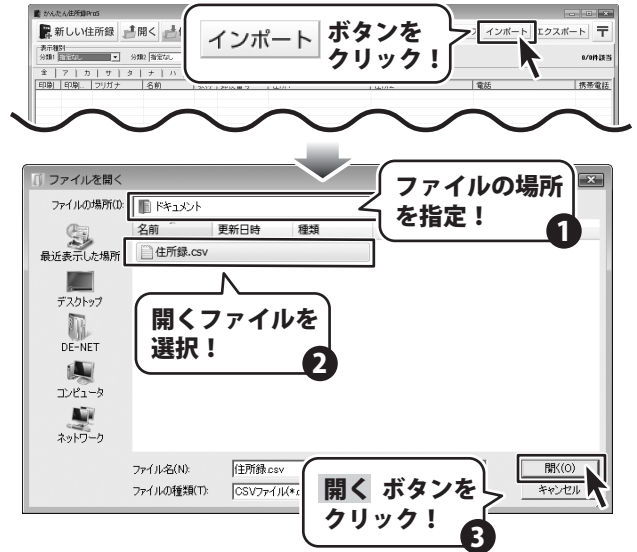 かんたん住所録Pro5
新しい住所録 開く
インポート ボタンを
クリック！
インポート エクスポート 〒
表示種別
分類1 指定なし 分類2 指定なし
0/0件該当
全 ア カ サ タ ナ ハ
印刷 印刷 フリガナ 名前 電話 携帯電話
ファイルを開く
ファイルの場所
を指定！
1
ファイルの場所(I):
ドキュメント
名前 更新日時 種類
住所録.csv
最近表示した場所
デスクトップ
DE-NET
コンピュータ
ネットワーク
開くファイルを
選択！
2
ファイル名(N): 住所録.csv
ファイルの種類(T): CSVファイル(*.c
開く(O)
キャンセル
開く ボタンを
クリック！
3